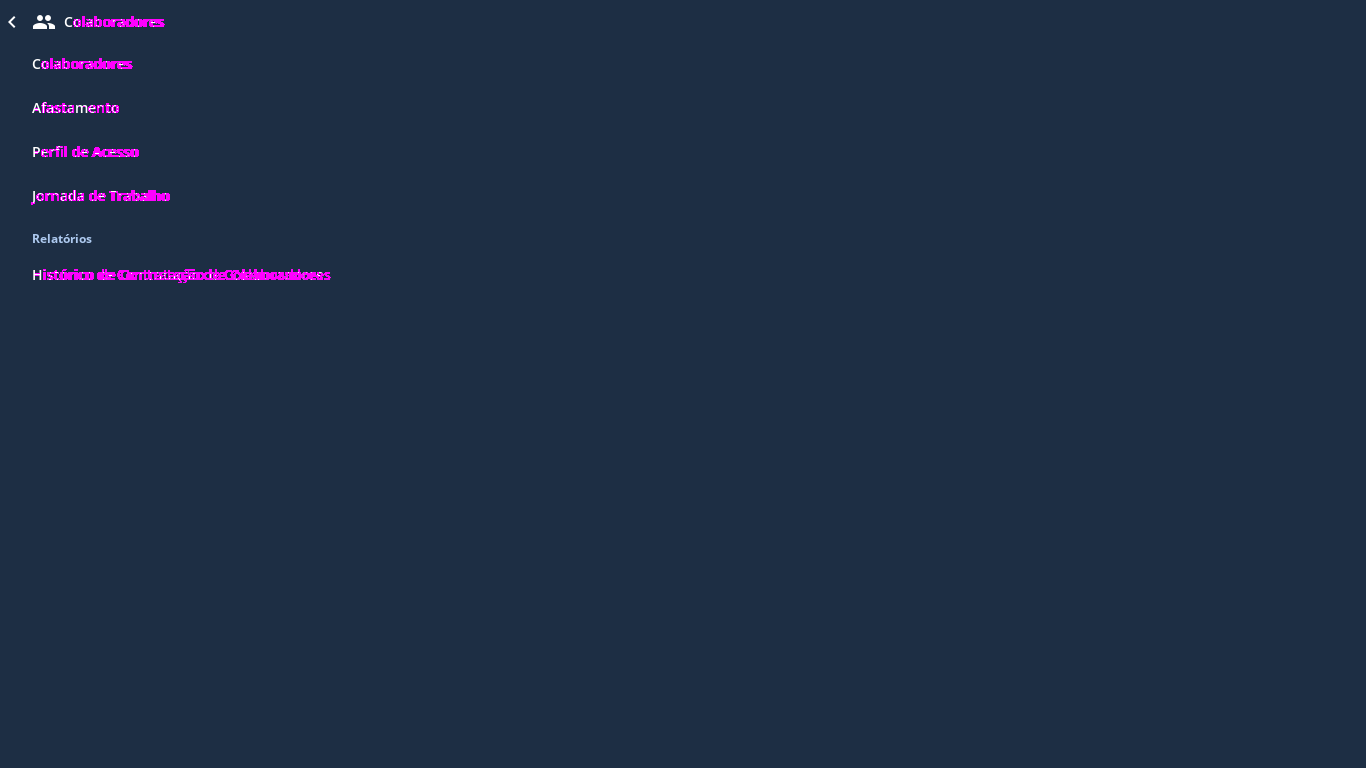 Colaboradores
Colaboradores
Afastamento
Perfil de Acesso
Jornada de Trabalho
Relatórios
Histórico de Contratação de Colaboradores